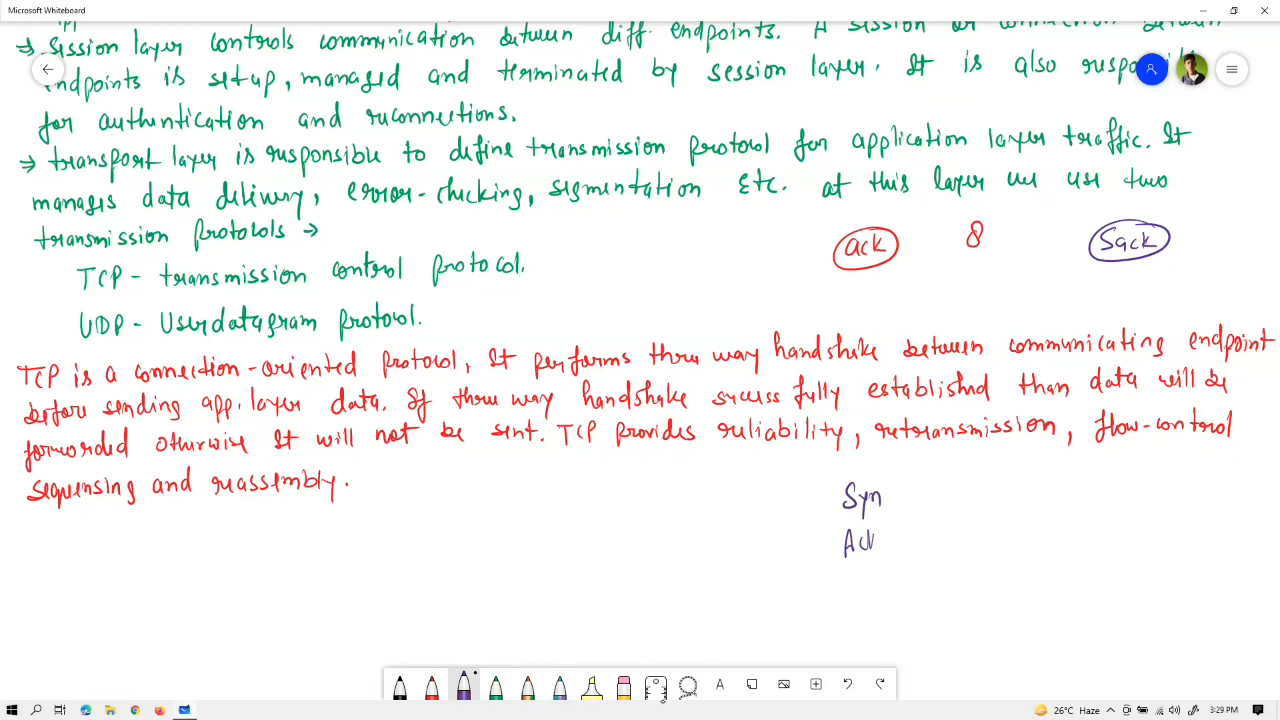 Microsoft Whiteboard
→ Session layer controls communication between diff. endpoints. A session or connection between
endpoints is setup, managed and terminated by session layer. It is also responsible
for authentication and reconnections.
→ transport layer is responsible to define transmission protocol for application layer traffic. It
manages data delivery, error-checking, segmentation Etc. at this layer we use two
transmission protocols →
ack 8 Sack
TCP - transmission control protocol.
UDP - Userdatagram protocol.
TCP is a connection-oriented protocol, It performs three way handshake between communicating endpoint
before sending app. layer data. If three way handshake success fully established than data will be
forworded otherwise It will not be sent. TCP provides reliability, retransmission, flow-control
sequensing and reassembly.
Syn
Ack
A
26°C Haze
3:29 PM